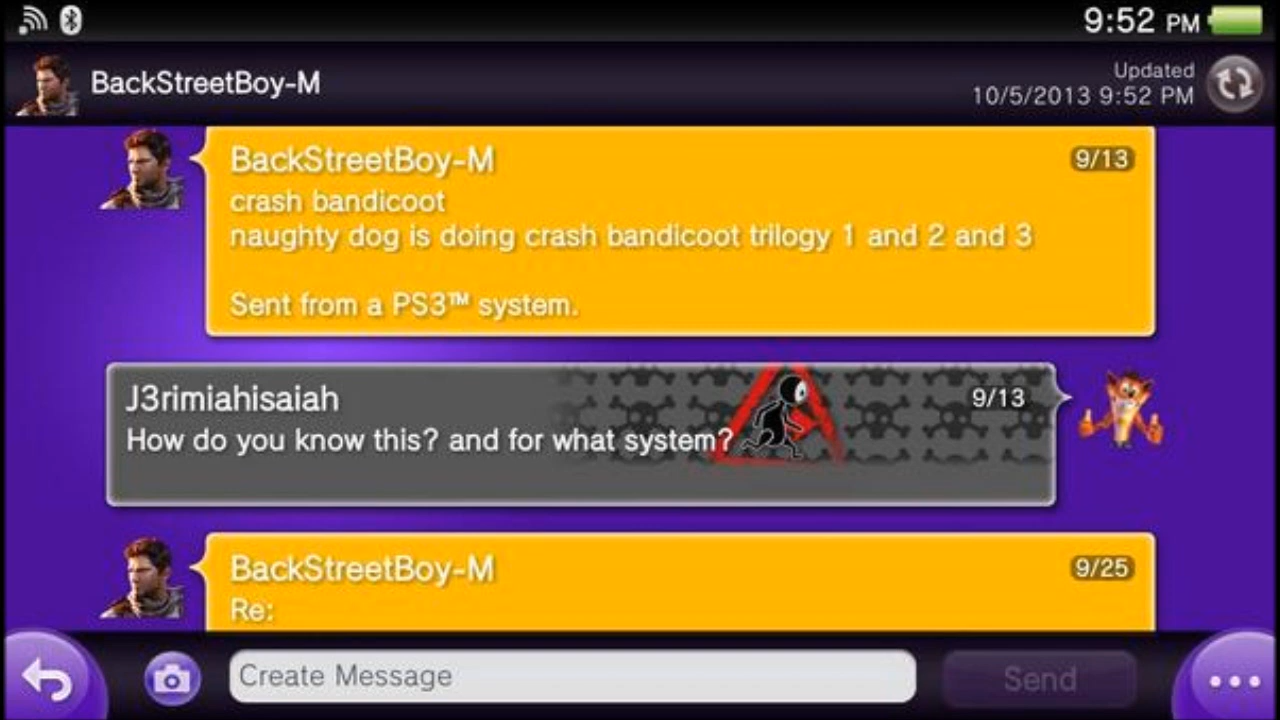 9:52 PM
BackStreetBoy-M
Updated
10/5/2013 9:52 PM
BackStreetBoy-M
9/13
crash bandicoot
naughty dog is doing crash bandicoot trilogy 1 and 2 and 3
Sent from a PS3™ system.
J3rimiahisaiah
9/13
How do you know this? and for what system?
BackStreetBoy-M
9/25
Re:
Create Message
Send